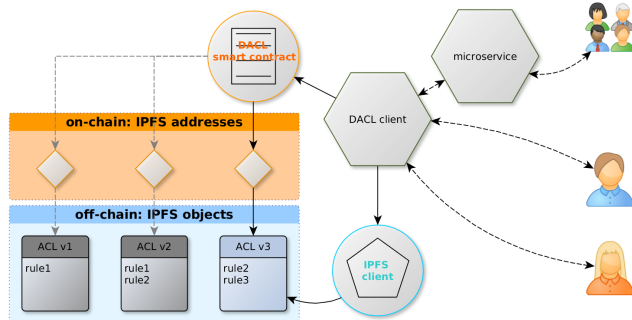 DACL
smart contract
microservice
DACL client
on-chain: IPFS addresses
off-chain: IPFS objects
ACL v1
rule1
ACL v2
rule1
rule2
ACL v3
rule2
rule3
IPFS
client